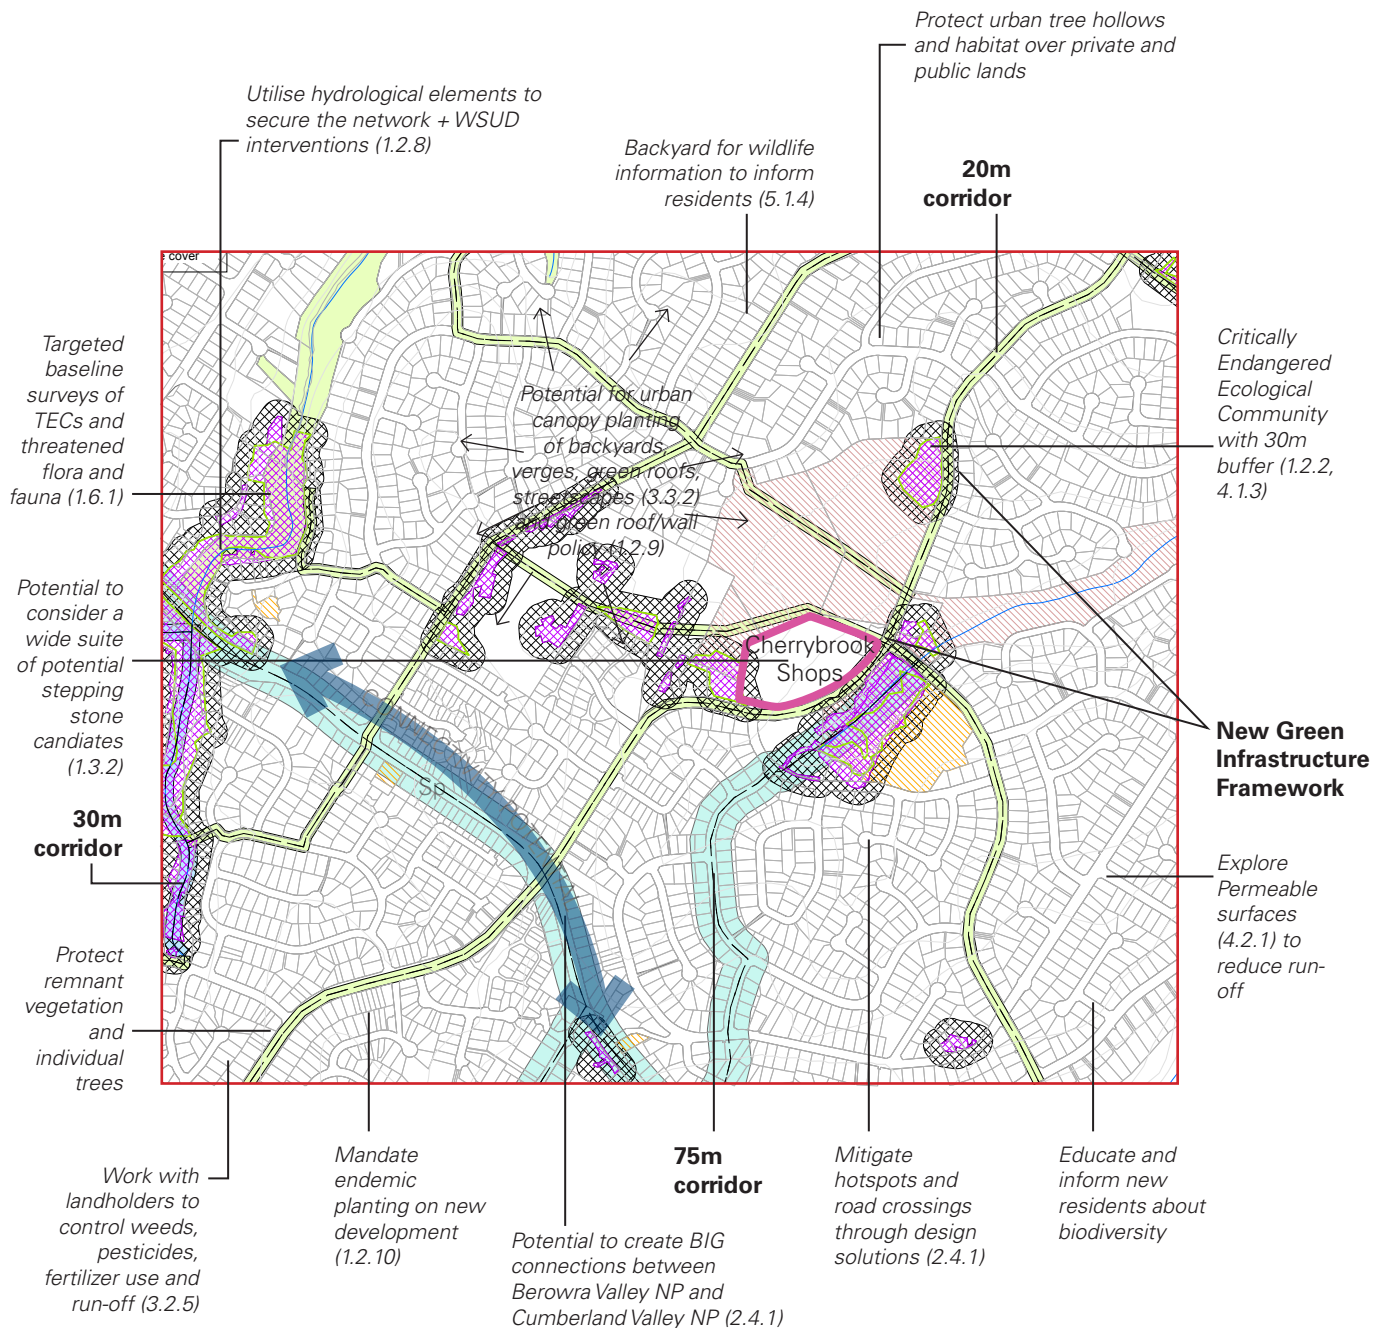 Protect urban tree hollows
and habitat over private and
public lands
Utilise hydrological elements to
secure the network + WSUD
interventions (1.2.8)
Backyard for wildlife
information to inform
residents (5.1.4)
20m
corridor
cover
Targeted
baseline
surveys of
TECs and
threatened
flora and
fauna (1.6.1)
Critically
Endangered
Ecological
Community
with 30m
buffer (1.2.2,
4.1.3)
Potential for urban
canopy planting
of backyards,
verges, green roofs,
streetscapes (3.3.2)
and green roof/wall
policy (1.2.9)
Potential to
consider a
wide suite
of potential
stepping
stone
candiates
(1.3.2)
Cherrybrook
Shops
New Green
Infrastructure
Framework
Sp
30m
corridor
Explore
Permeable
surfaces
(4.2.1) to
reduce run-
off
Protect
remnant
vegetation
and
individual
trees
Work with
landholders to
control weeds,
pesticides,
fertilizer use and
run-off (3.2.5)
Mandate
endemic
planting on new
development
(1.2.10)
Potential to create BIG
connections between
Berowra Valley NP and
Cumberland Valley NP (2.4.1)
75m
corridor
Mitigate
hotspots and
road crossings
through design
solutions (2.4.1)
Educate and
inform new
residents about
biodiversity